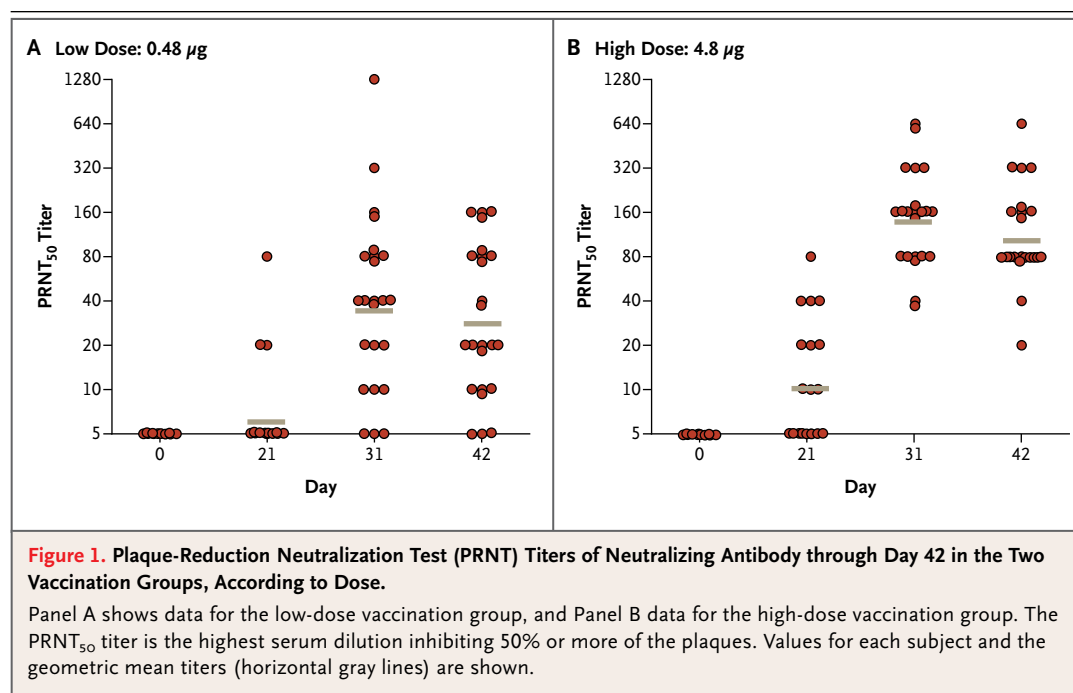 A Low Dose: 0.48 µg
1280
640
320
160
80
40
20
10
5
PRNT50 Titer
0 21 31 42
Day
B High Dose: 4.8 µg
1280
640
320
160
80
40
20
10
5
PRNT50 Titer
0 21 31 42
Day
Figure 1. Plaque-Reduction Neutralization Test (PRNT) Titers of Neutralizing Antibody through Day 42 in the Two
Vaccination Groups, According to Dose.
Panel A shows data for the low-dose vaccination group, and Panel B data for the high-dose vaccination group. The
PRNT50 titer is the highest serum dilution inhibiting 50% or more of the plaques. Values for each subject and the
geometric mean titers (horizontal gray lines) are shown.